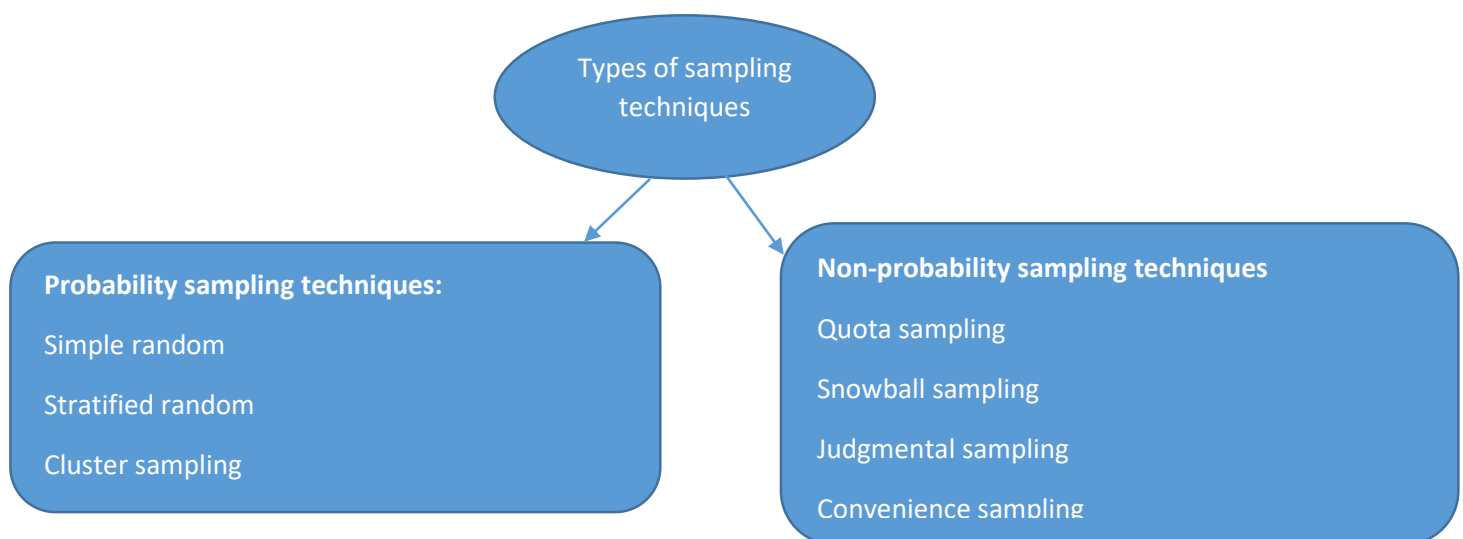 Types of sampling
techniques
Probability sampling techniques:
Simple random
Stratified random
Cluster sampling
Non-probability sampling techniques
Quota sampling
Snowball sampling
Judgmental sampling
Convenience sampling